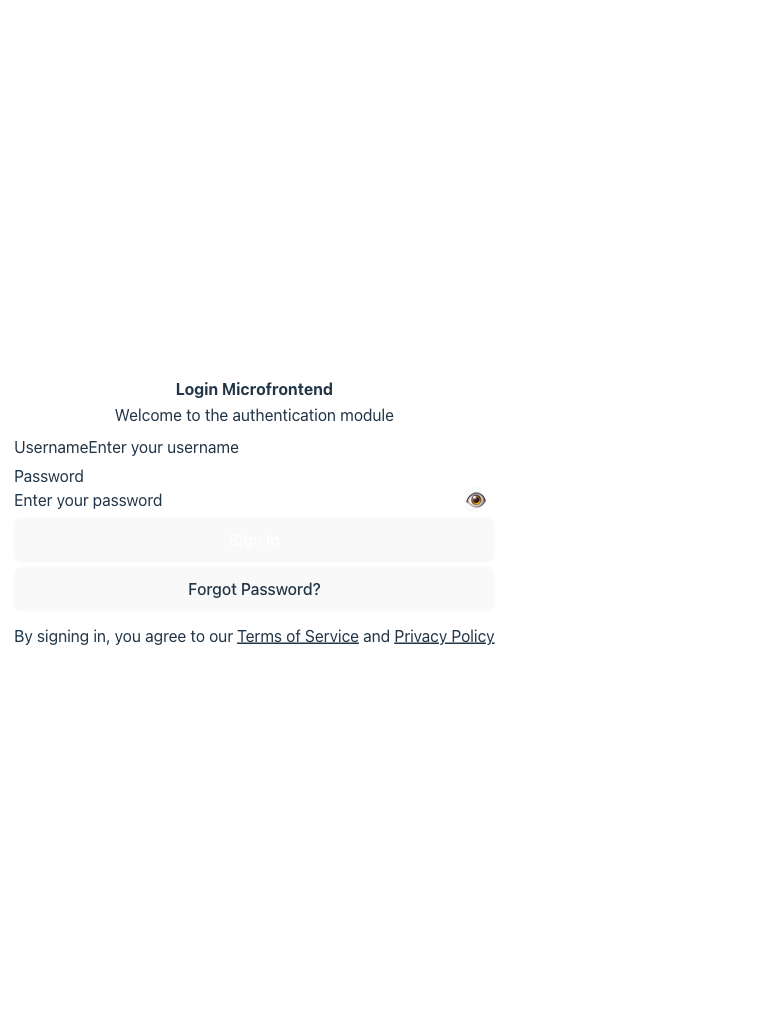 Login Microfrontend
Welcome to the authentication module
UsernameEnter your username
Password
Enter your password
Sign In
Forgot Password?
By signing in, you agree to our Terms of Service and Privacy Policy